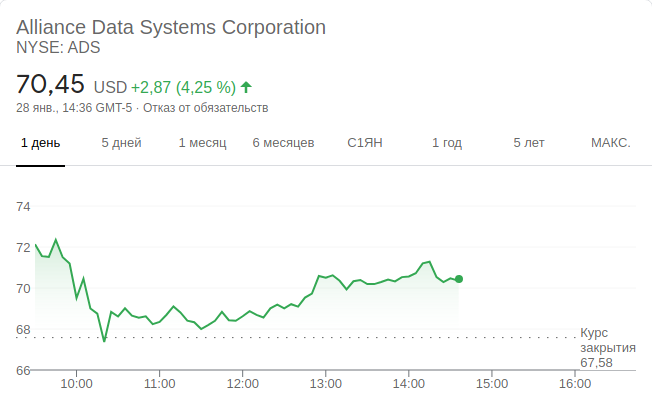 Alliance Data Systems Corporation
NYSE: ADS
70,45 USD +2,87 (4,25 %)
28 янв., 14:36 GMT-5 · Отказ от обязательств
1 день 5 дней 1 месяц 6 месяцев С1ЯН 1 год 5 лет МАКС.
74
72
70
68
Курс
закрытия
67,58
66
10:00 11:00 12:00 13:00 14:00 15:00 16:00